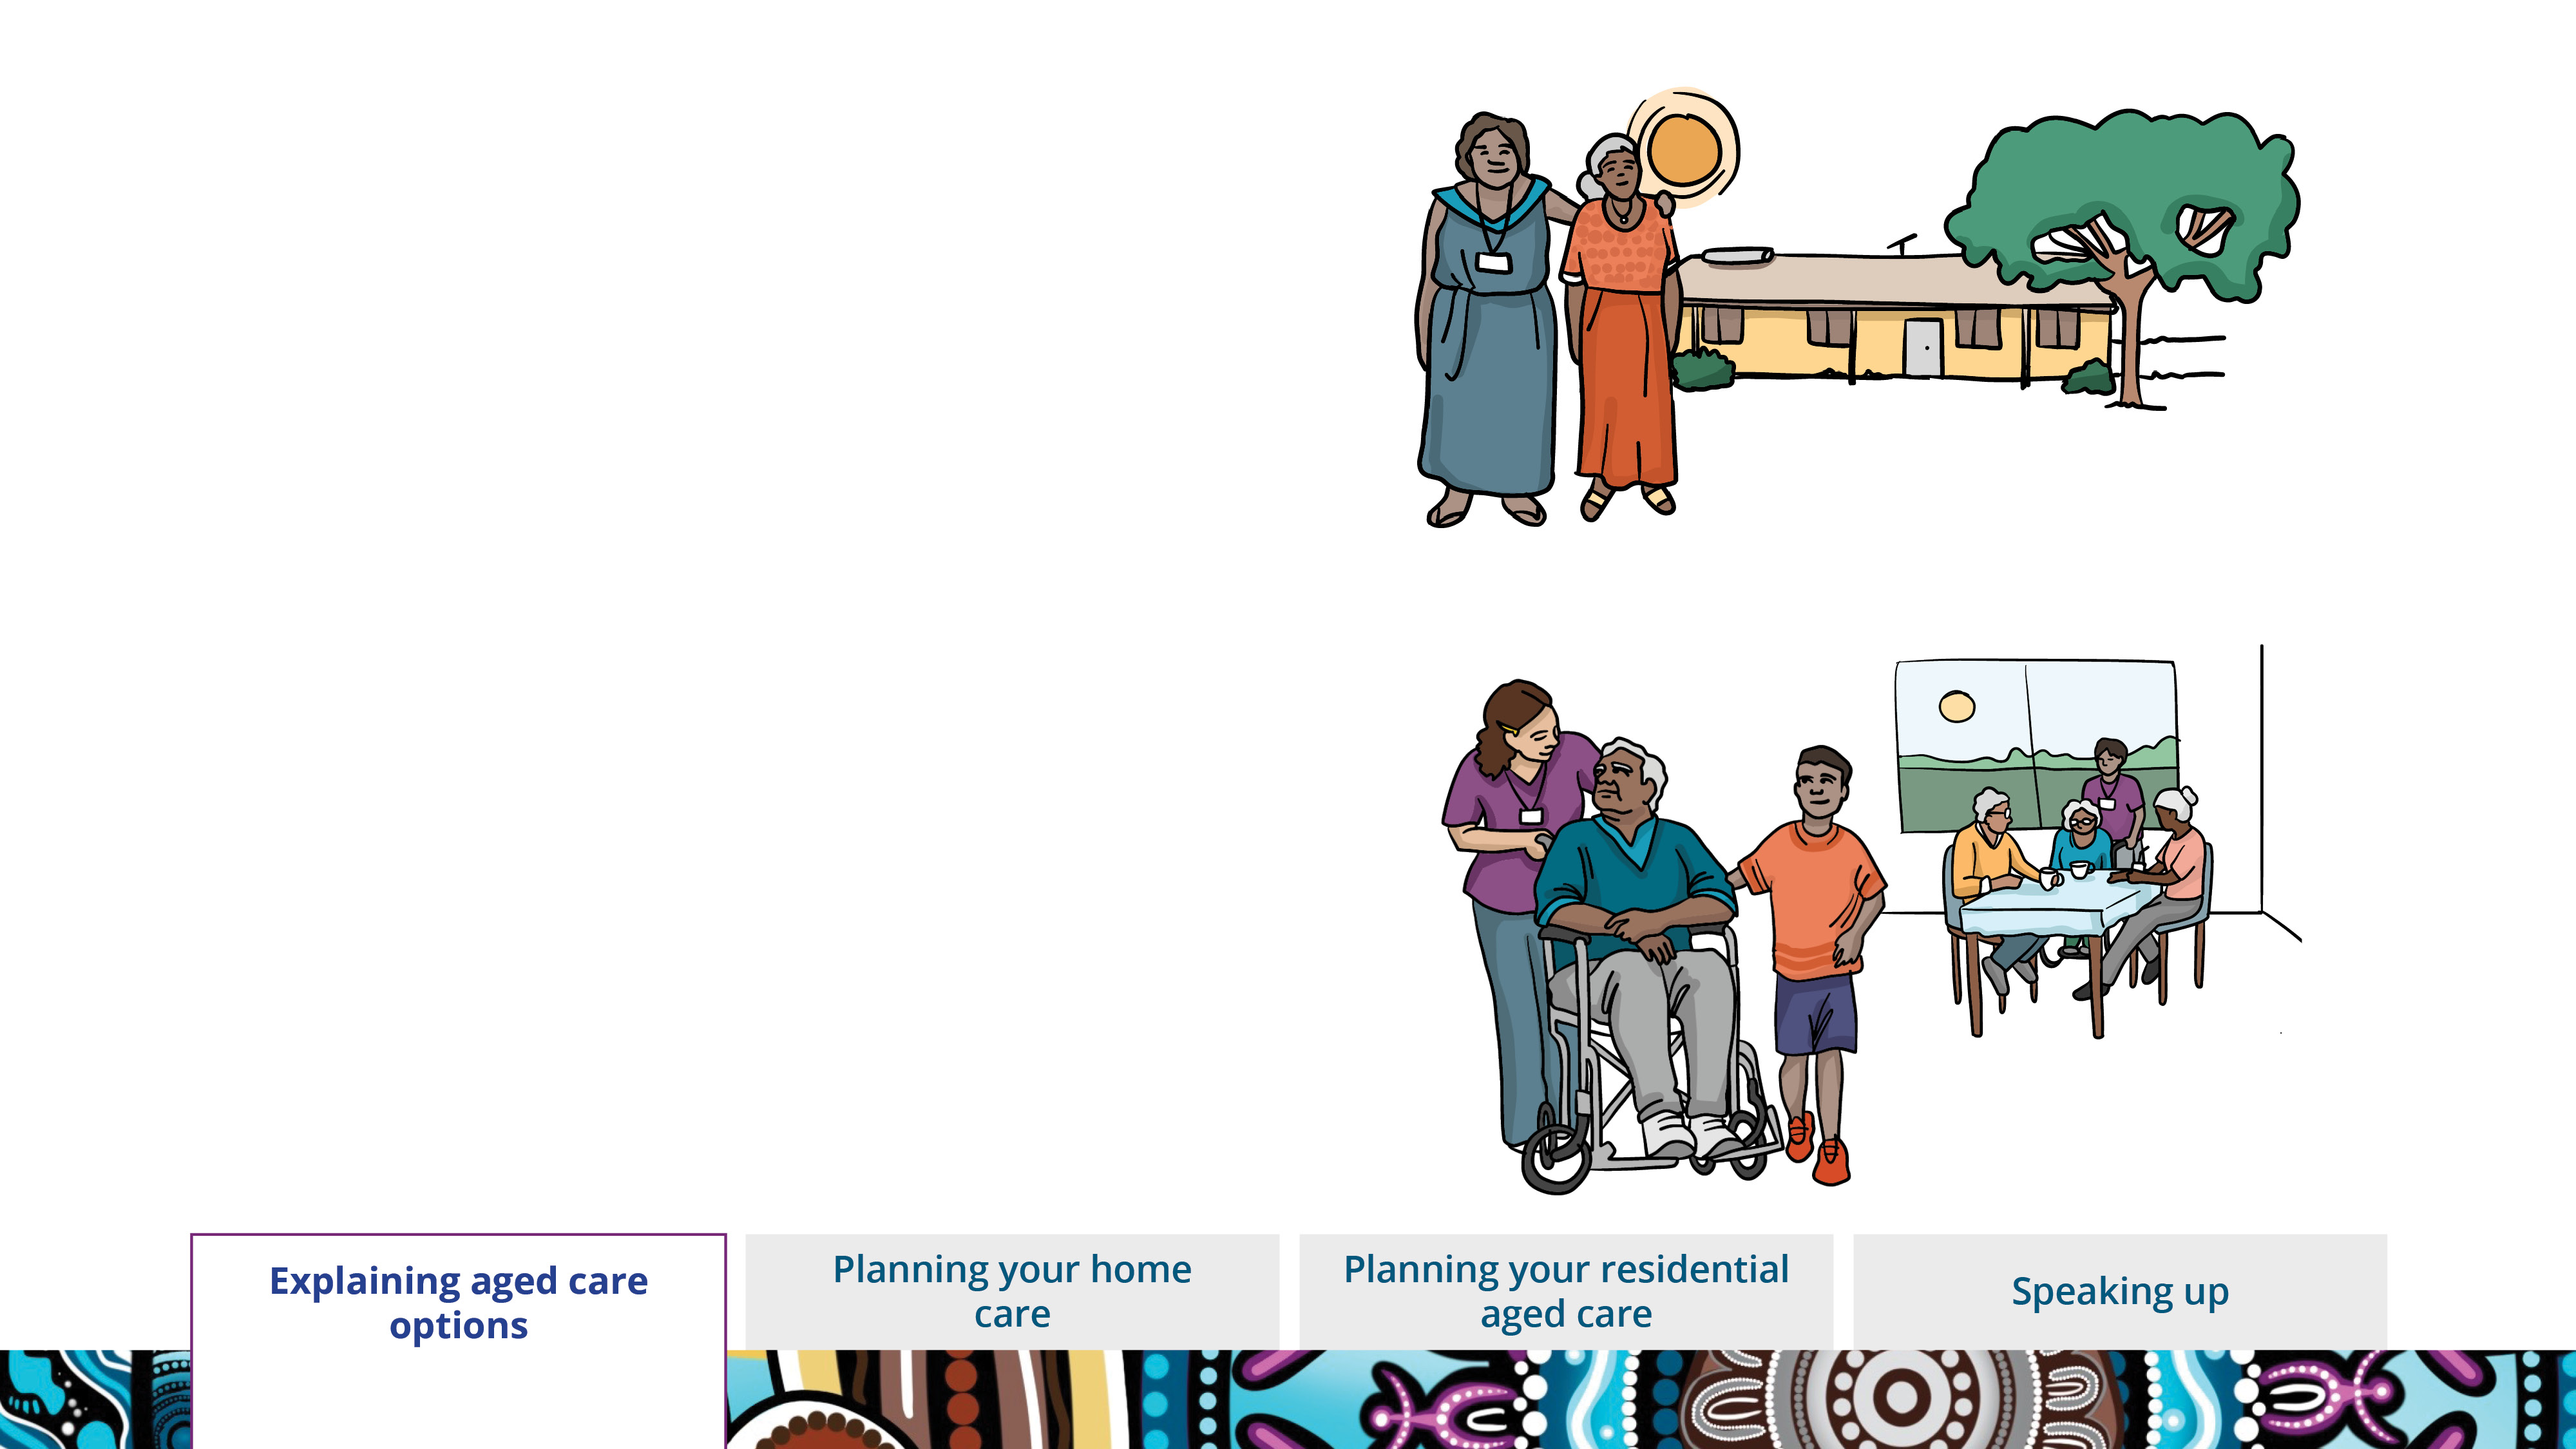 Explaining aged care
options
Planning your home
care
Planning your residential
aged care
Speaking up